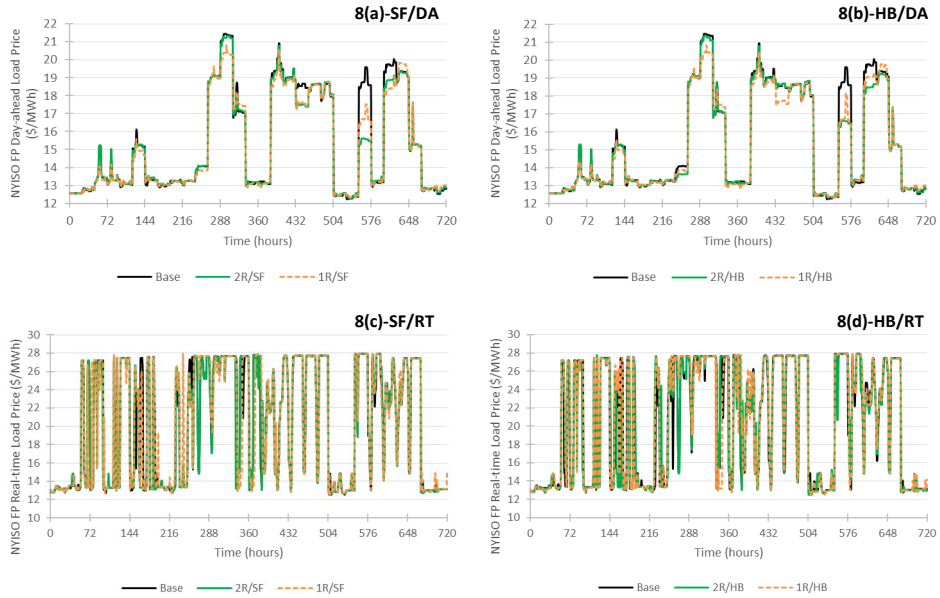 8(a)-SF/DA
NYISO FP Day-ahead Load Price
($/MWh)
22
21
20
19
18
17
16
15
14
13
12
0 72 144 216 288 360 432 504 576 648 720
Time (hours)
Base 2R/SF 1R/SF
8(b)-HB/DA
NYISO FP Day-ahead Load Price
($/MWh)
22
21
20
19
18
17
16
15
14
13
12
0 72 144 216 288 360 432 504 576 648 720
Time (hours)
Base 2R/HB 1R/HB
8(c)-SF/RT
NYISO FP Real-time Load Price ($/MWh)
30
28
26
24
22
20
18
16
14
12
10
0 72 144 216 288 360 432 504 576 648 720
Time (hours)
Base 2R/SF 1R/SF
8(d)-HB/RT
NYISO FP Real-time Load Price ($/MWh)
30
28
26
24
22
20
18
16
14
12
10
0 72 144 216 288 360 432 504 576 648 720
Time (hours)
Base 2R/HB 1R/HB